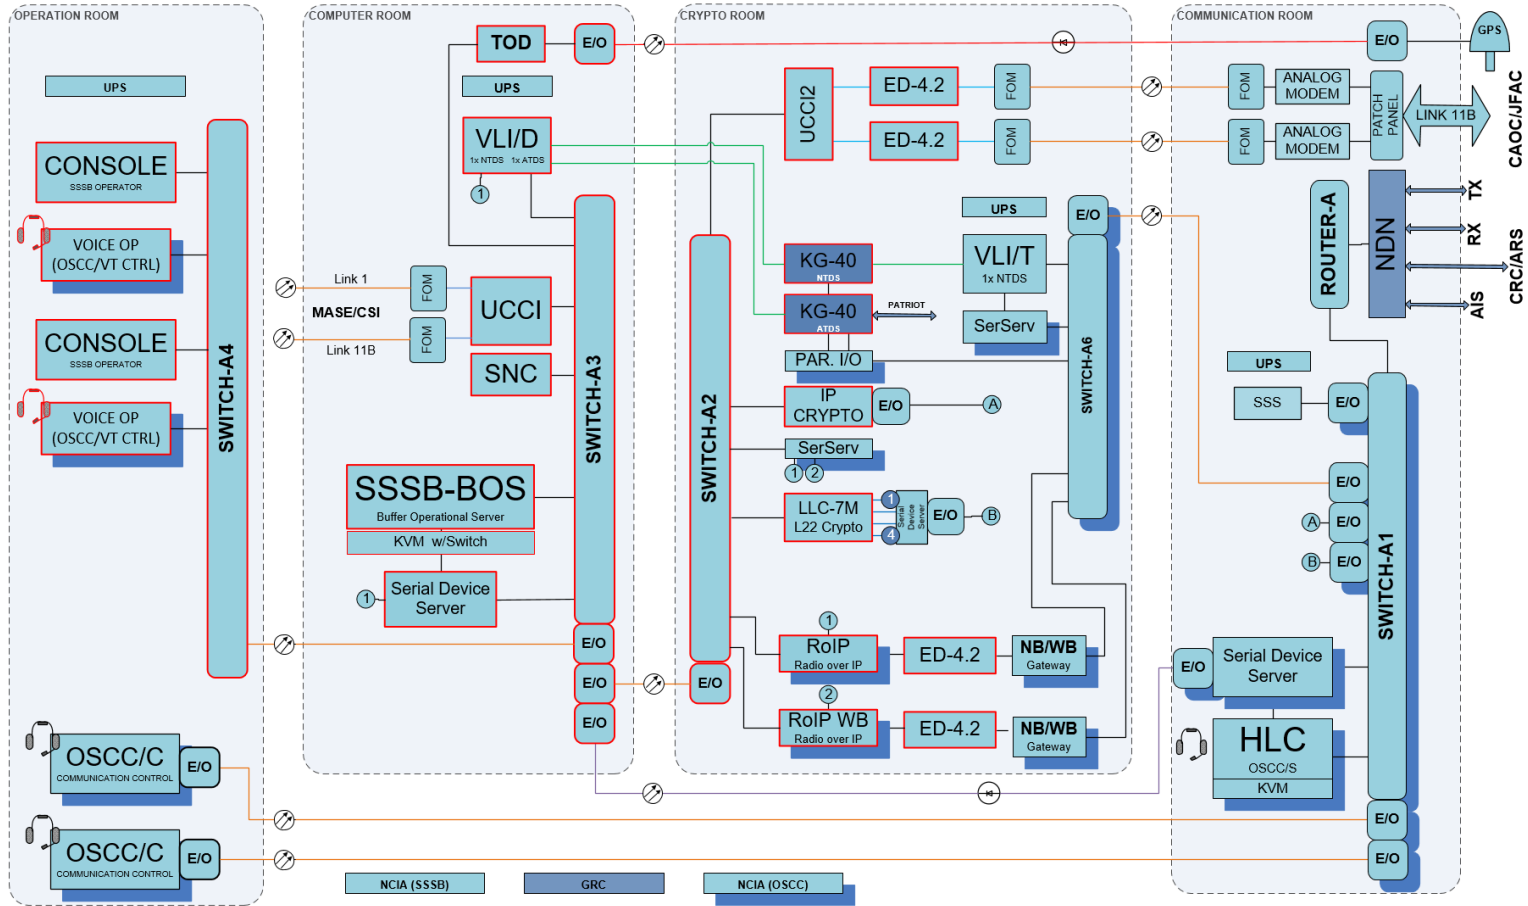 OPERATION ROOM
UPS
CONSOLE
SSSB OPERATOR
VOICE OP
(OSCC/VT CTRL)
CONSOLE
SSSB OPERATOR
VOICE OP
(OSCC/VT CTRL)
SWITCH-A4
OSCC/C
COMMUNICATION CONTROL
E/O
OSCC/C
COMMUNICATION CONTROL
E/O
COMPUTER ROOM
TOD
E/O
UPS
VLI/D
1x NTDS 1x ATDS
1
Link 1
FOM
MASE/CSI
UCCI
Link 11B
FOM
SNC
SWITCH-A3
SSSB-BOS
Buffer Operational Server
KVM w/Switch
Serial Device
Server
1
E/O
E/O
E/O
CRYPTO ROOM
UCCI2
ED-4.2
FOM
ED-4.2
FOM
UPS
E/O
KG-40
NTDS
VLI/T
1x NTDS
KG-40
ATDS
PATRIOT
SerServ
PAR. I/O
SWITCH-A6
SWITCH-A2
IP
CRYPTO
E/O
A
SerServ
1
2
LLC-7M
L22 Crypto
1
4
Serial
Device
Server
E/O
B
1
RoIP
Radio over IP
ED-4.2
NB/WB
Gateway
E/O
2
RoIP WB
Radio over IP
ED-4.2
NB/WB
Gateway
COMMUNICATION ROOM
E/O
GPS
FOM
ANALOG
MODEM
PATCH
PANEL
LINK 11B
CAOC/JFAC
FOM
ANALOG
MODEM
ROUTER-A
NDN
TX
RX
CRC/ARS
AIS
UPS
SSS
E/O
E/O
A
E/O
B
E/O
SWITCH-A1
E/O
Serial Device
Server
HLC
OSCC/S
KVM
E/O
E/O
NCIA (SSSB)
GRC
NCIA (OSCC)